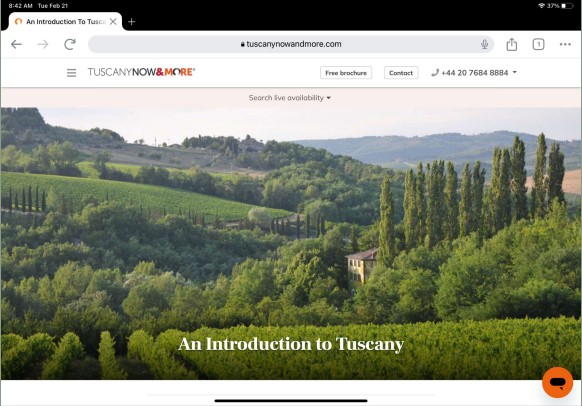 8:42 AM Tue Feb 21
37%
An Introduction To Tusca
tuscanynowandmore.com
1
TUSCANYNOW&MORE
Free brochure
Contact
+44 20 7684 8884
Search live availability
An Introduction to Tuscany